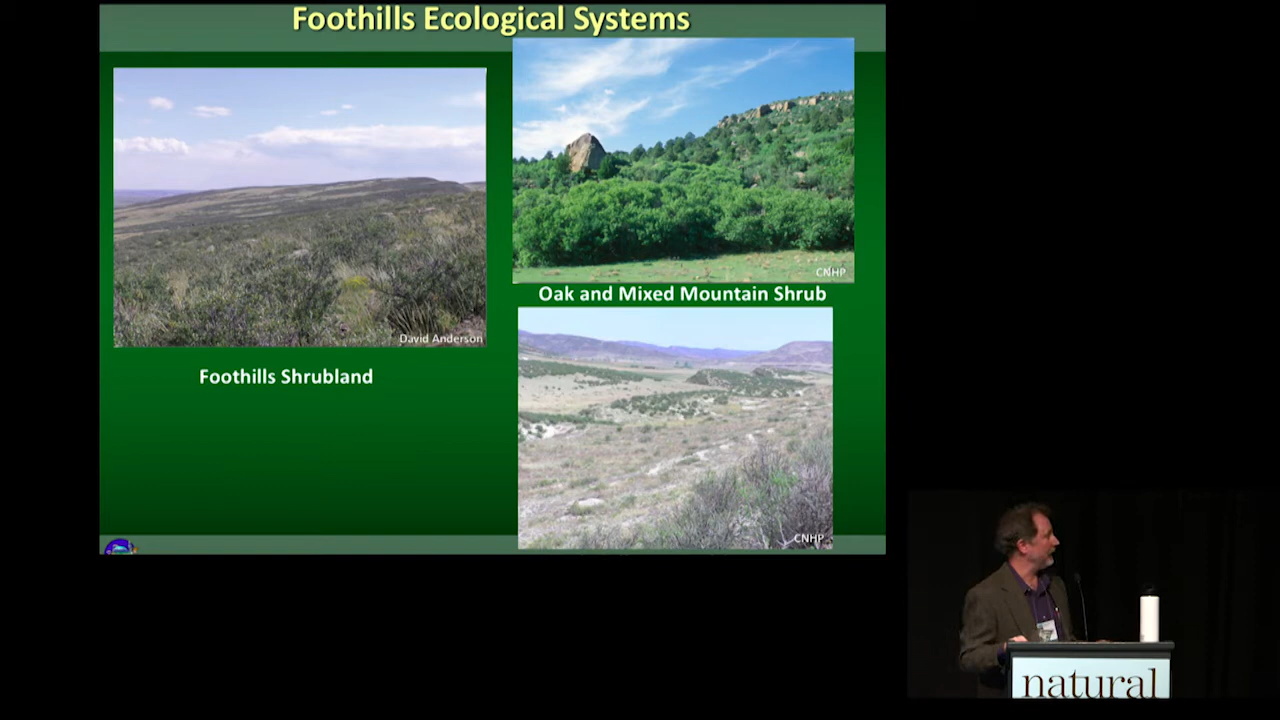 Foothills Ecological Systems
David Anderson
Foothills Shrubland
CNHP
Oak and Mixed Mountain Shrub
CNHP
natural